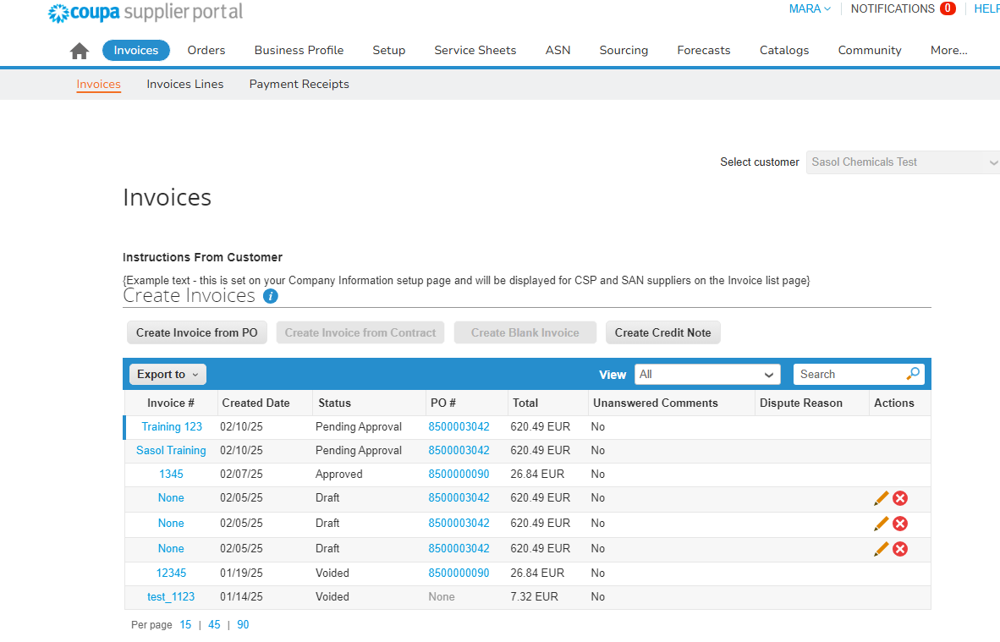 coupa supplier portal
MARA NOTIFICATIONS 0 HELP
Invoices Orders Business Profile Setup Service Sheets ASN Sourcing Forecasts Catalogs Community More...
Invoices Invoices Lines Payment Receipts
Select customer Sasol Chemicals Test
Invoices
Instructions From Customer
{Example text - this is set on your Company Information setup page and will be displayed for CSP and SAN suppliers on the Invoice list page}
Create Invoices i
Create Invoice from PO Create Invoice from Contract Create Blank Invoice Create Credit Note
Export to View All Search
Invoice # Created Date Status PO # Total Unanswered Comments Dispute Reason Actions
Training 123 02/10/25 Pending Approval 8500003042 620.49 EUR No
Sasol Training 02/10/25 Pending Approval 8500003042 620.49 EUR No
1345 02/07/25 Approved 8500000090 26.84 EUR No
None 02/05/25 Draft 8500003042 620.49 EUR No
None 02/05/25 Draft 8500003042 620.49 EUR No
None 02/05/25 Draft 8500003042 620.49 EUR No
12345 01/19/25 Voided 8500000090 26.84 EUR No
test_1123 01/14/25 Voided None 7.32 EUR No
Per page 15 | 45 | 90